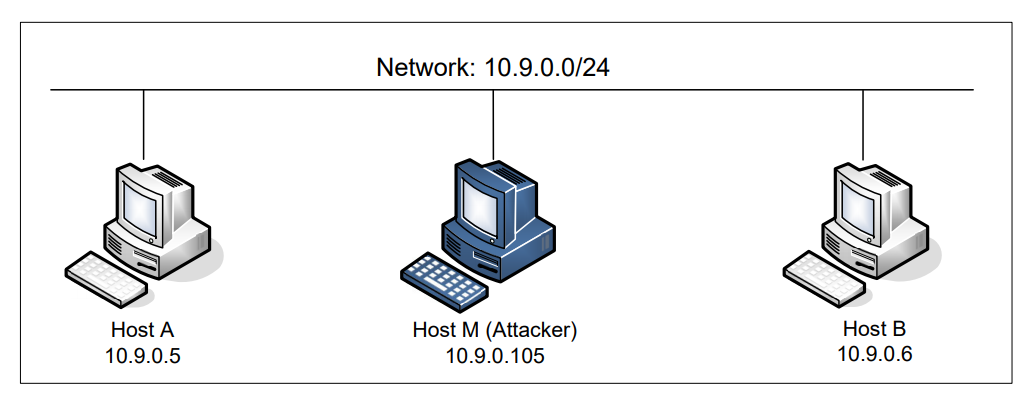 Network: 10.9.0.0/24
Host A
10.9.0.5
Host M (Attacker)
10.9.0.105
Host B
10.9.0.6